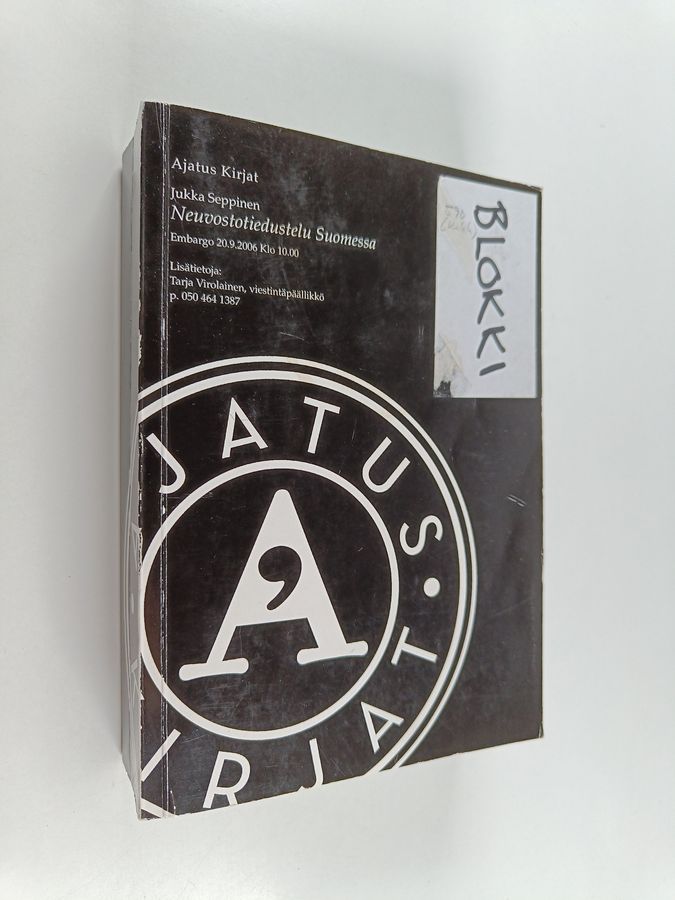 Ajatus Kirjat
Jukka Seppinen
Neuvostotiedustelu Suomessa
Embargo 20.9.2006 Klo 10.00
Lisätietoja:
Tarja Virolainen, viestintäpäällikkö
p. 050 464 1387
BLOKKI
JATUS • KIRJAT
A